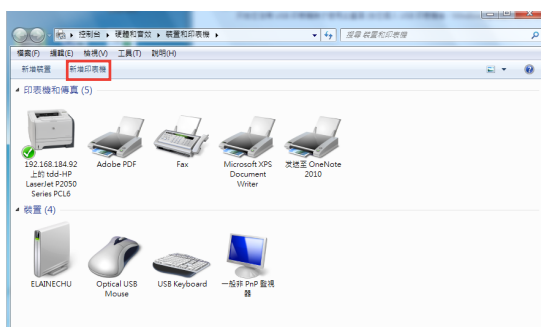 控制台 ▸ 硬體和音效 ▸ 裝置和印表機 ▸
搜尋 裝置和印表機
檔案(F) 編輯(E) 檢視(V) 工具(T) 說明(H)
新增裝置 新增印表機
印表機和傳真 (5)
192.168.184.92
上的 tdd-HP
LaserJet P2050
Series PCL6
Adobe PDF
Fax
Microsoft XPS
Document
Writer
发送至 OneNote
2010
裝置 (4)
ELAINECHU
Optical USB
Mouse
USB Keyboard
一般非 PnP 監視
器